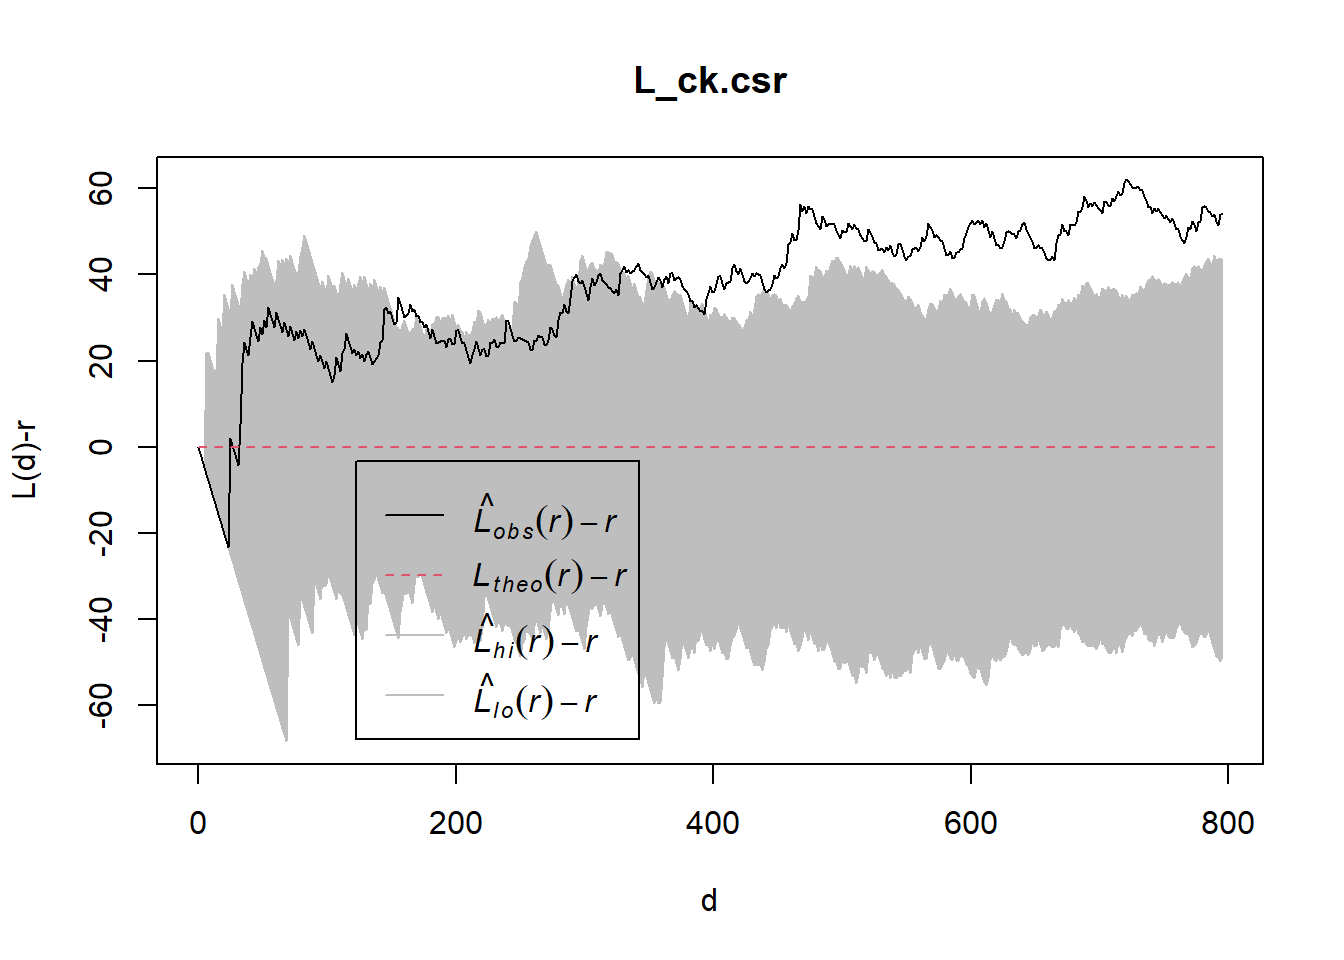 L_ck.csr
L(d)-r
60
40
20
0
-20
-40
-60
L̂obs(r) − r
Ltheo(r) − r
L̂hi(r) − r
L̂lo(r) − r
0 200 400 600 800
d